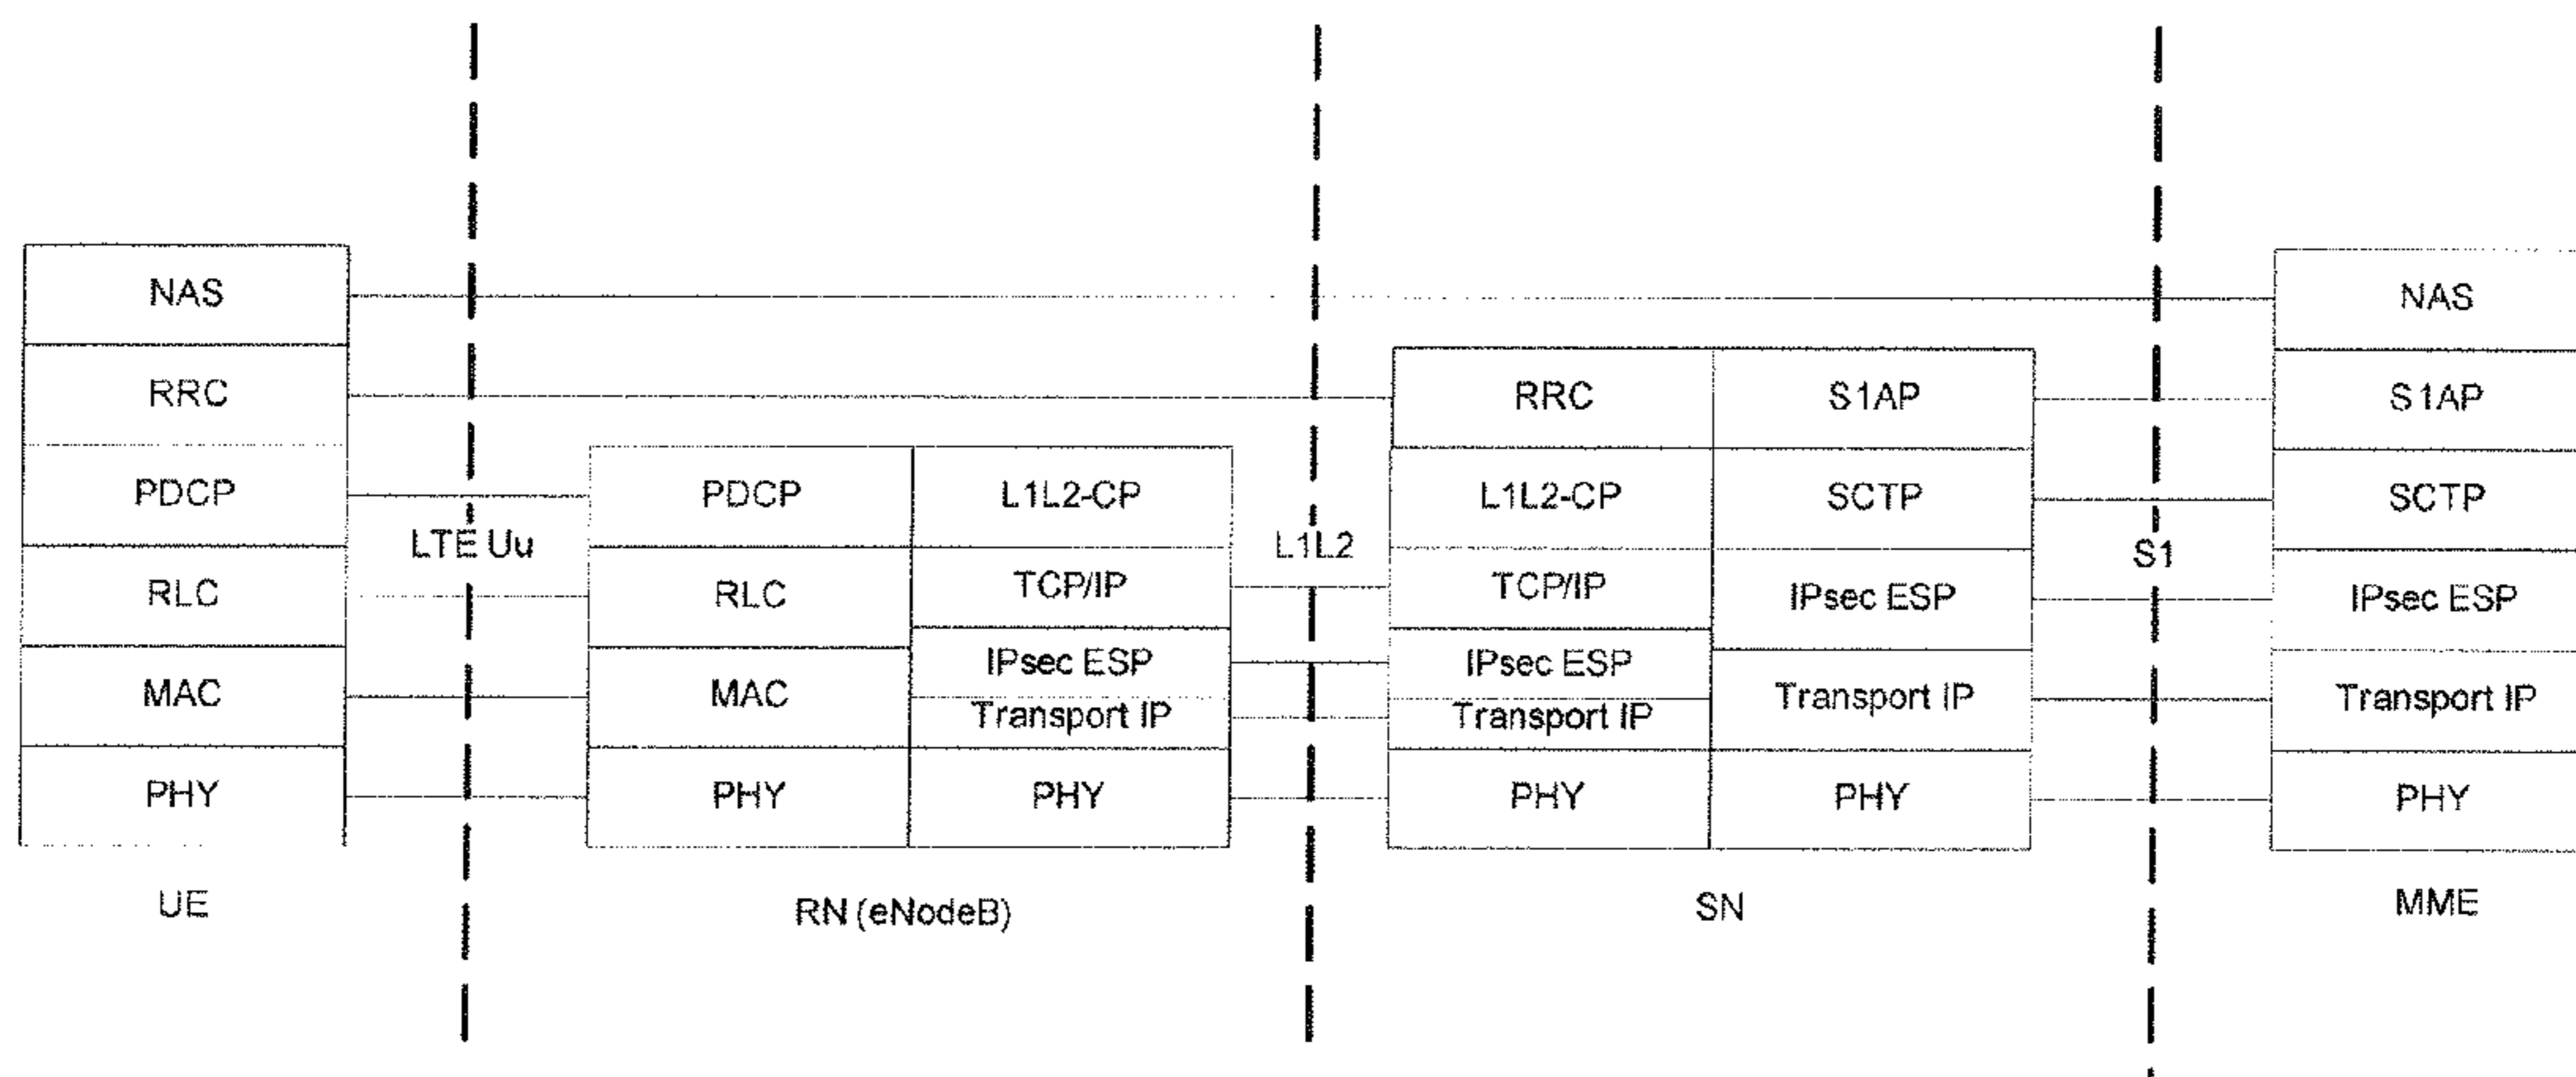 NAS
NAS
RRC
RRC
S1AP
S1AP
PDCP
PDCP
L1L2-CP
L1L2-CP
SCTP
SCTP
LTE Uu
L1L2
S1
RLC
RLC
TCP/IP
TCP/IP
IPsec ESP
IPsec ESP
IPsec ESP
IPsec ESP
MAC
MAC
Transport IP
Transport IP
Transport IP
Transport IP
PHY
PHY
PHY
PHY
PHY
PHY
UE
RN (eNodeB)
SN
MME